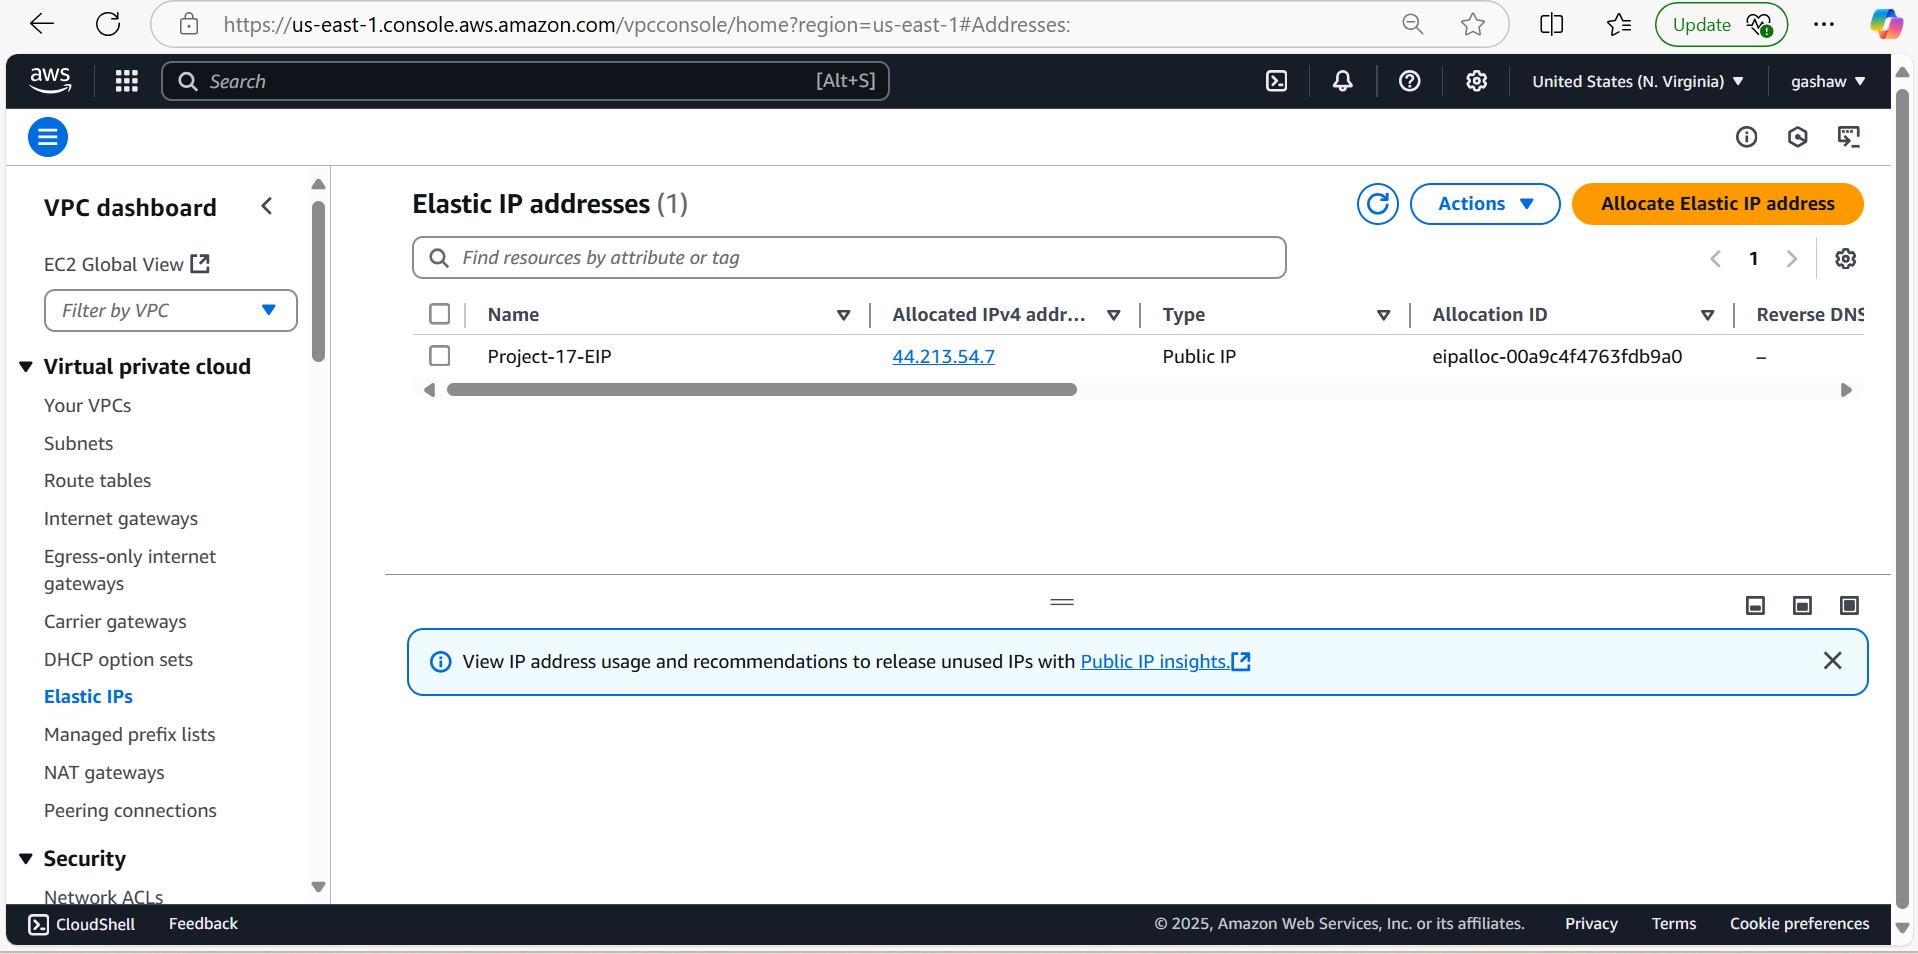 https://us-east-1.console.aws.amazon.com/vpcconsole/home?region=us-east-1#Addresses:
Update
aws
Search
[Alt+S]
United States (N. Virginia)
gashaw
VPC dashboard
EC2 Global View
Filter by VPC
Virtual private cloud
Your VPCs
Subnets
Route tables
Internet gateways
Egress-only internet
gateways
Carrier gateways
DHCP option sets
Elastic IPs
Managed prefix lists
NAT gateways
Peering connections
Security
Network ACLs
Elastic IP addresses (1)
Actions
Allocate Elastic IP address
Find resources by attribute or tag
1
Name Allocated IPv4 addr... Type Allocation ID Reverse DNS
Project-17-EIP 44.213.54.7 Public IP eipalloc-00a9c4f4763fdb9a0 –
View IP address usage and recommendations to release unused IPs with Public IP insights.
CloudShell Feedback © 2025, Amazon Web Services, Inc. or its affiliates. Privacy Terms Cookie preferences